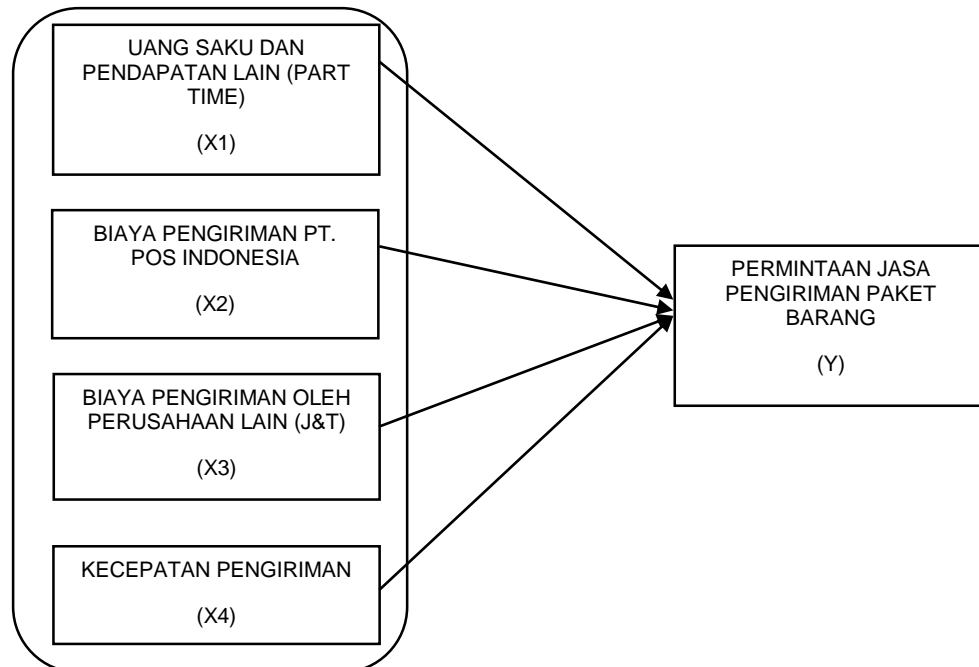 UANG SAKU DAN
PENDAPATAN LAIN (PART
TIME)
(X1)
BIAYA PENGIRIMAN PT.
POS INDONESIA
(X2)
BIAYA PENGIRIMAN OLEH
PERUSAHAAN LAIN (J&T)
(X3)
KECEPATAN PENGIRIMAN
(X4)
PERMINTAAN JASA
PENGIRIMAN PAKET
BARANG
(Y)